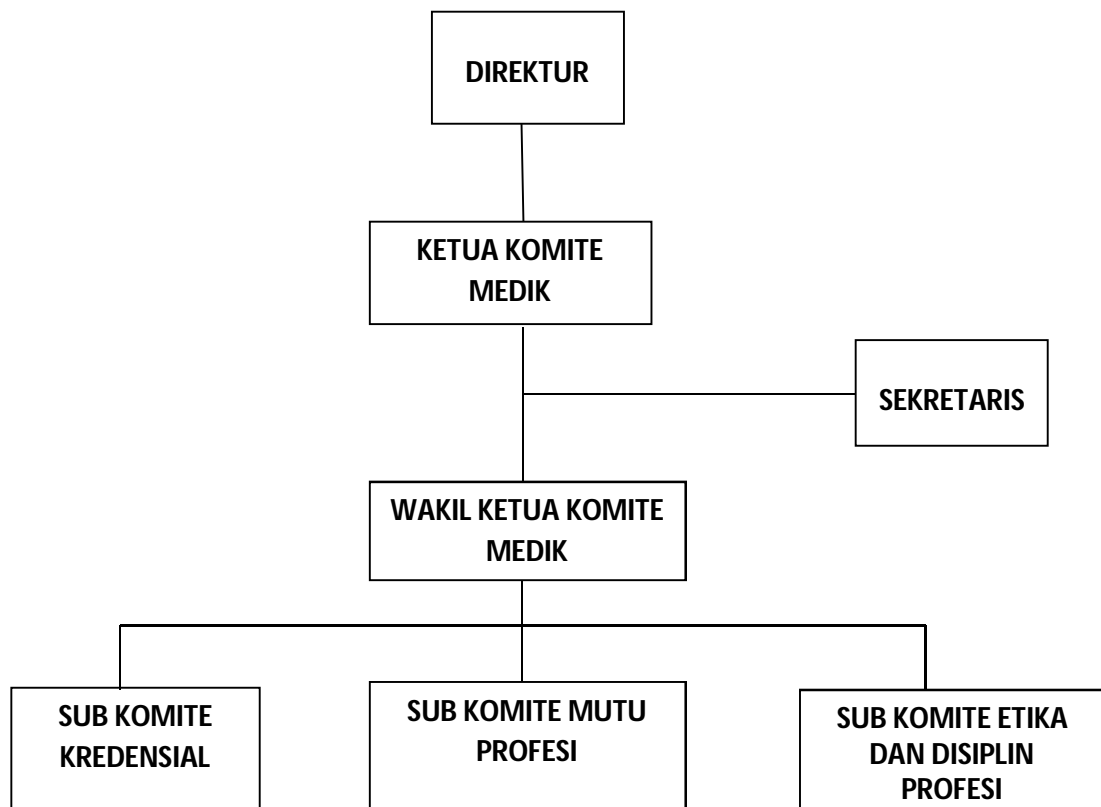 DIREKTUR
KETUA KOMITE
MEDIK
SEKRETARIS
WAKIL KETUA KOMITE
MEDIK
SUB KOMITE
KREDENSIAL
SUB KOMITE MUTU
PROFESI
SUB KOMITE ETIKA
DAN DISIPLIN
PROFESI